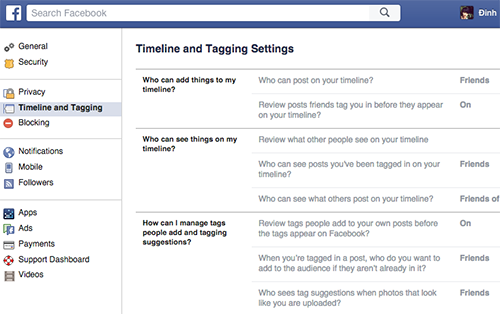 f
Search Facebook
Đinh
General
Security
Privacy
Timeline and Tagging
Blocking
Notifications
Mobile
Followers
Apps
Ads
Payments
Support Dashboard
Videos
Timeline and Tagging Settings
Who can add things to my
timeline?
Who can post on your timeline?
Friends
Review posts friends tag you in before they appear
on your timeline?
On
Who can see things on my
timeline?
Review what other people see on your timeline
Who can see posts you've been tagged in on your
timeline?
Friends
Who can see what others post on your timeline?
Friends of
How can I manage tags
people add and tagging
suggestions?
Review tags people add to your own posts before
the tags appear on Facebook?
On
When you're tagged in a post, who do you want to
add to the audience if they aren't already in it?
Friends
Who sees tag suggestions when photos that look
like you are uploaded?
Friends